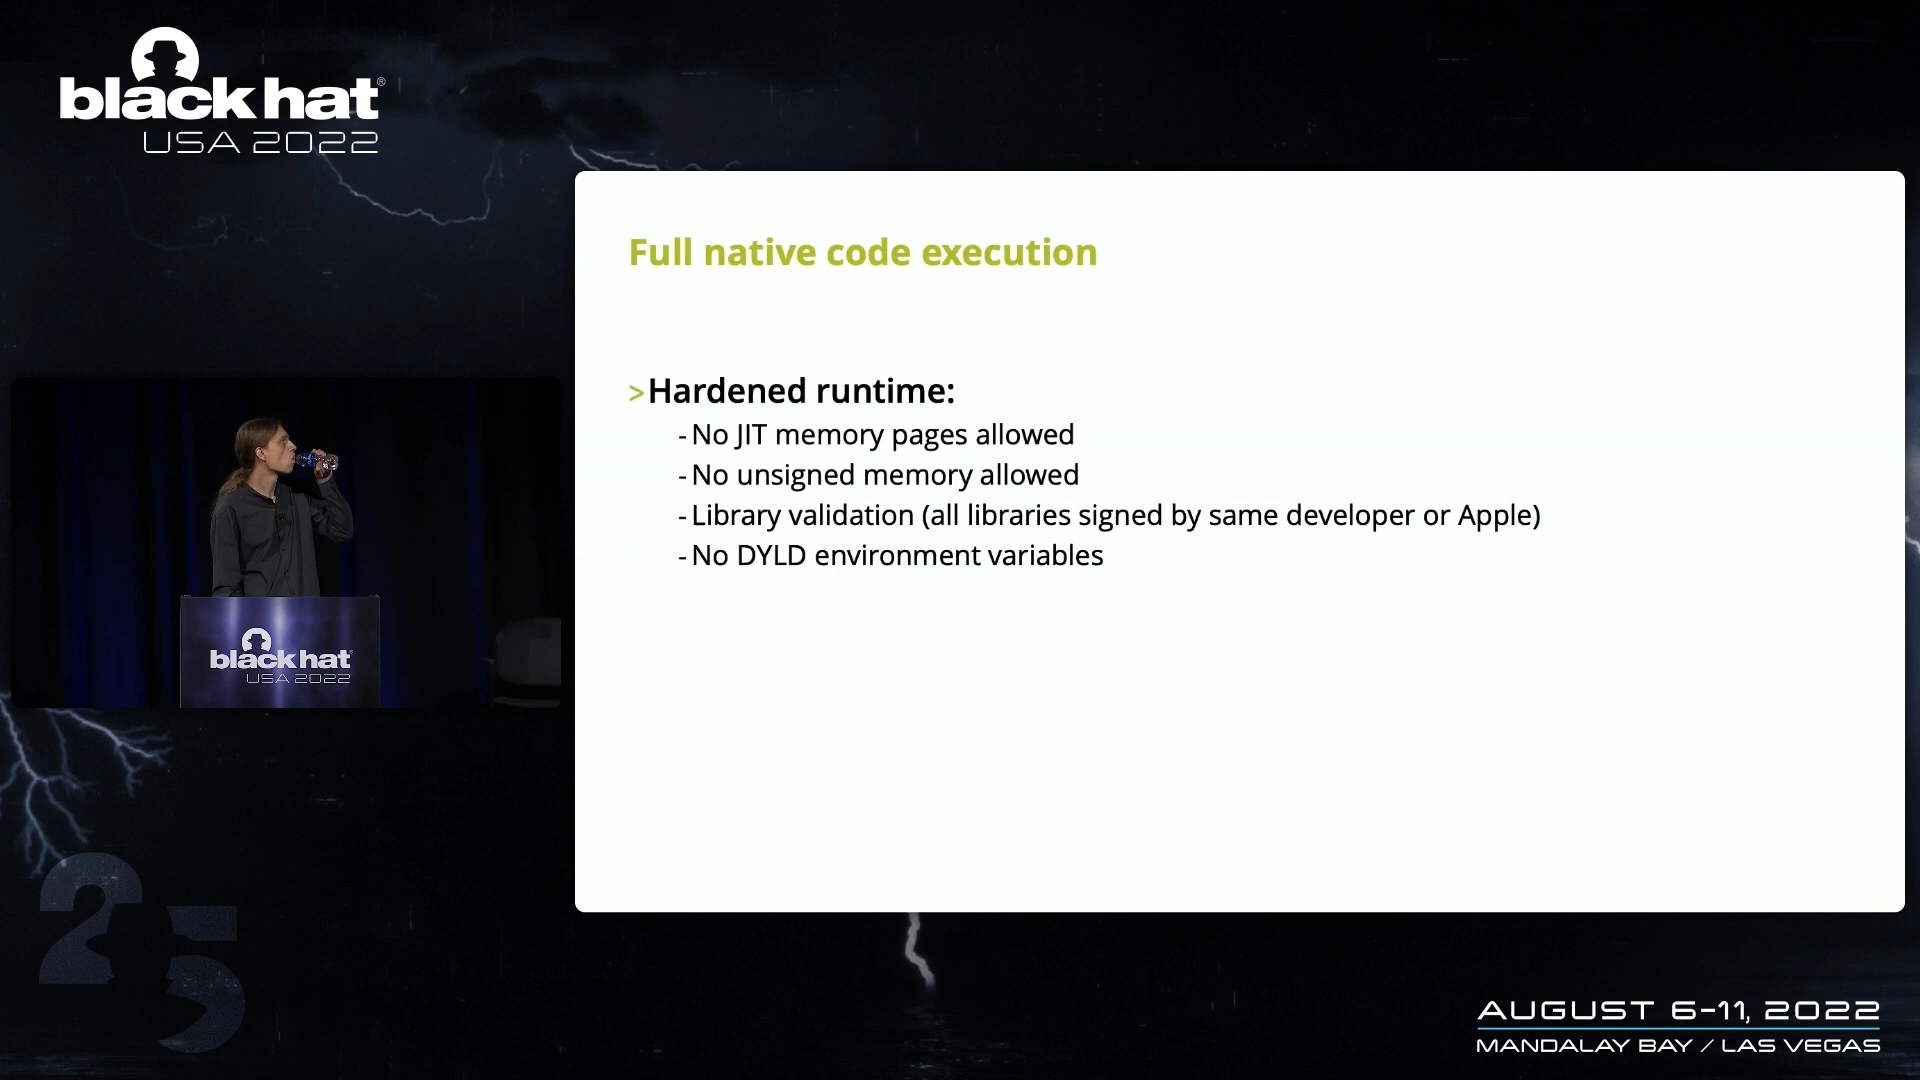 black hat®
USA 2022
Full native code execution
>Hardened runtime:
-No JIT memory pages allowed
-No unsigned memory allowed
-Library validation (all libraries signed by same developer or Apple)
-No DYLD environment variables
black hat
USA 2022
25
AUGUST 6-11, 2022
MANDALAY BAY / LAS VEGAS